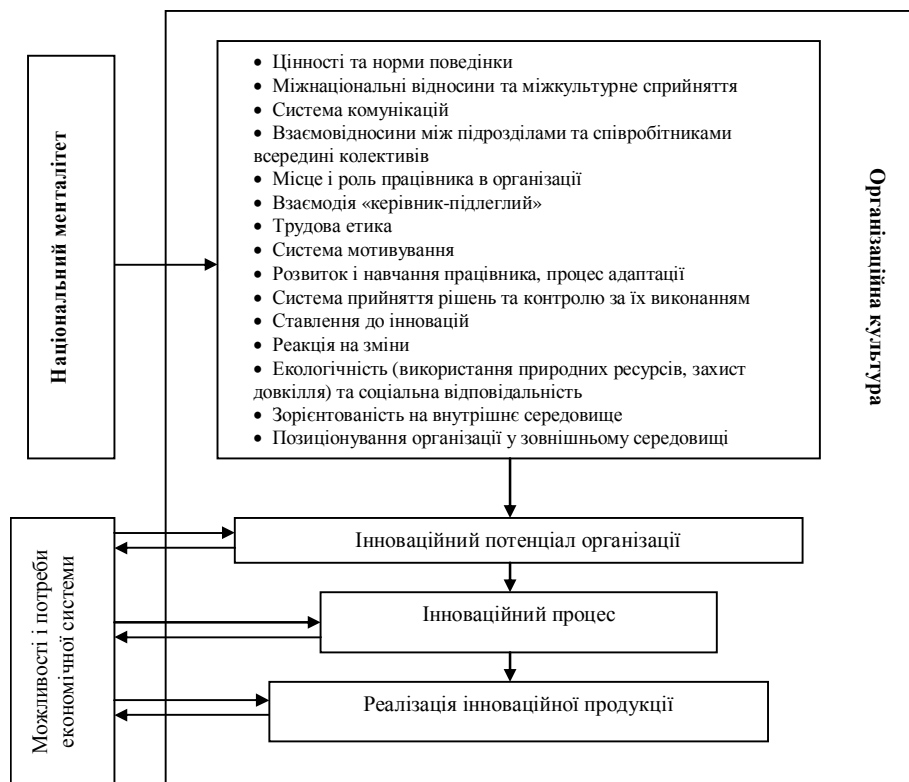 Національний менталітет
• Цінності та норми поведінки
• Міжнаціональні відносини та міжкультурне сприйняття
• Система комунікацій
• Взаємовідносини між підрозділами та співробітниками
всередині колективів
• Місце і роль працівника в організації
• Взаємодія «керівник-підлеглий»
• Трудова етика
• Система мотивування
• Розвиток і навчання працівника, процес адаптації
• Система прийняття рішень та контролю за їх виконанням
• Ставлення до інновацій
• Реакція на зміни
• Екологічність (використання природних ресурсів, захист
довкілля) та соціальна відповідальність
• Зорієнтованість на внутрішнє середовище
• Позиціонування організації у зовнішньому середовищі
Організаційна культура
Можливості і потреби
економічної системи
Інноваційний потенціал організації
Інноваційний процес
Реалізація інноваційної продукції